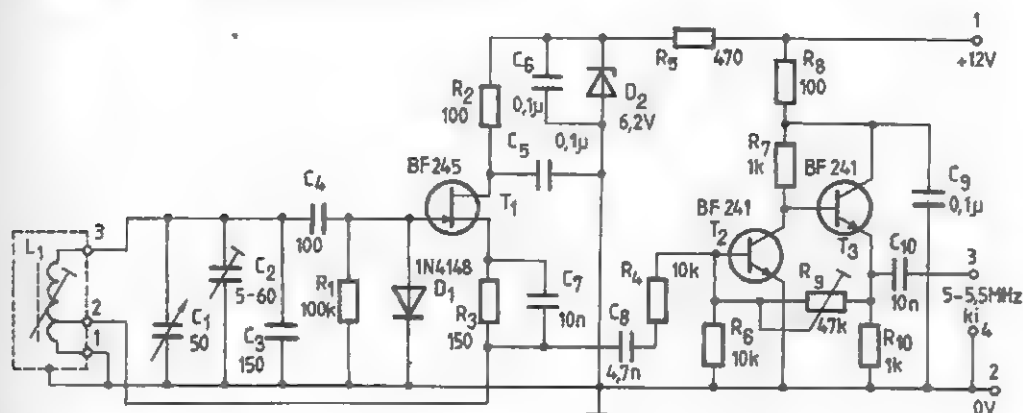 1
+12V
R5 470
R8
100
C6
0,1µ
D2
6,2V
R2
100
R7
1k
BF 241
C5
0,1µ
BF 245
T1
C9
0,1µ
C4
100
BF 241
T2
T3
3
L1
C2
5-60
R1
100k
1N4148
D1
R3
150
C7
10n
R4
10k
R9
47k
C10
10n
3
5-5,5MHz
ki
4
2
1
C1
50
C3
150
C8
4,7n
R6
10k
R10
1k
2
0V